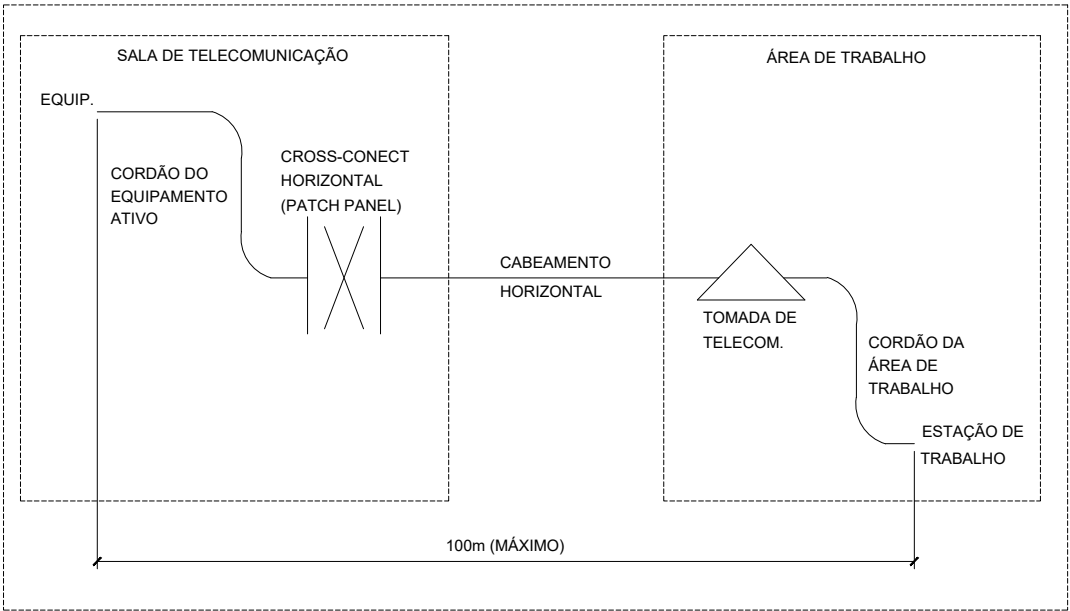 SALA DE TELECOMUNICAÇÃO
EQUIP.
CORDÃO DO
EQUIPAMENTO
ATIVO
CROSS-CONECT
HORIZONTAL
(PATCH PANEL)
CABEAMENTO
HORIZONTAL
ÁREA DE TRABALHO
TOMADA DE
TELECOM.
CORDÃO DA
ÁREA DE
TRABALHO
ESTAÇÃO DE
TRABALHO
100m (MÁXIMO)